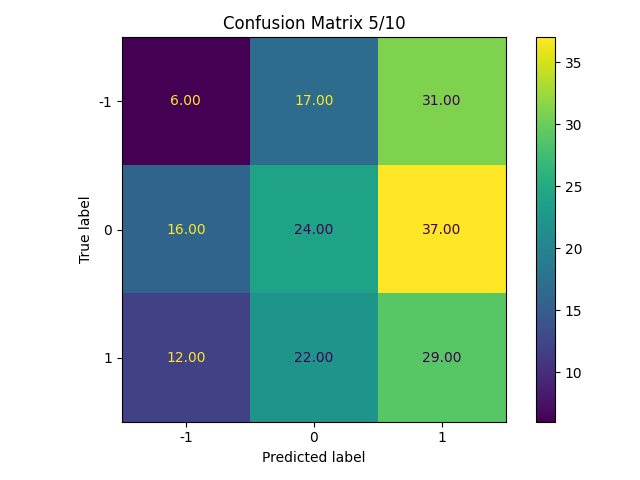 Confusion Matrix 5/10
True label
-1 6.00 17.00 31.00
0 16.00 24.00 37.00
1 12.00 22.00 29.00
-1 0 1
Predicted label
35
30
25
20
15
10